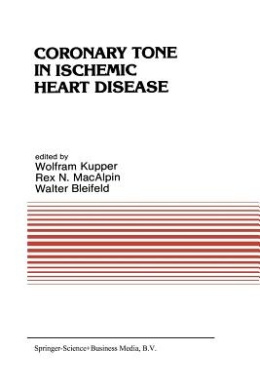 CORONARY TONE
IN ISCHEMIC
HEART DISEASE
edited by
Wolfram Kupper
Rex N. MacAlpin
Walter Bleifeld
Springer-Science+Business Media, B.V.